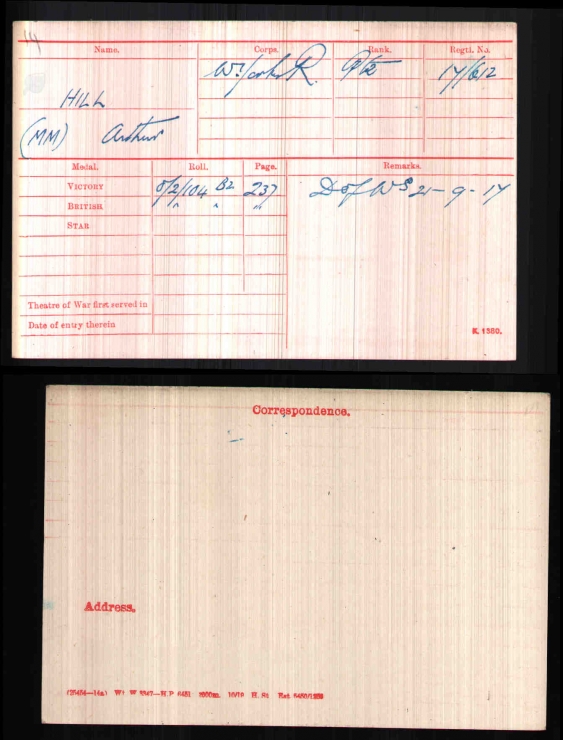 14
Name. Corps. Rank. Regtl. No.
W. York R. Pte 17/612
HILL
(MM) Arthur
Medal. Roll. Page. Remarks.
VICTORY O/2/104 B2 237 D of Ws 21-9-17
BRITISH " " "
STAR
Theatre of War first served in
Date of entry therein
K. 1380.
Correspondence.
Address.